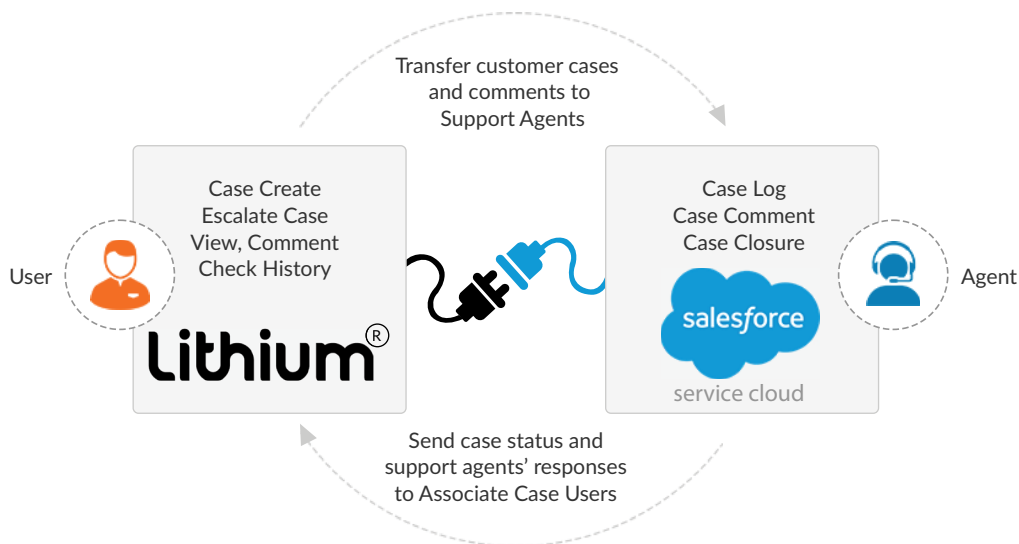 Transfer customer cases
and comments to
Support Agents
Case Create
Escalate Case
View, Comment
Check History
User
Lithium®
Case Log
Case Comment
Case Closure
salesforce
service cloud
Agent
Send case status and
support agents’ responses
to Associate Case Users